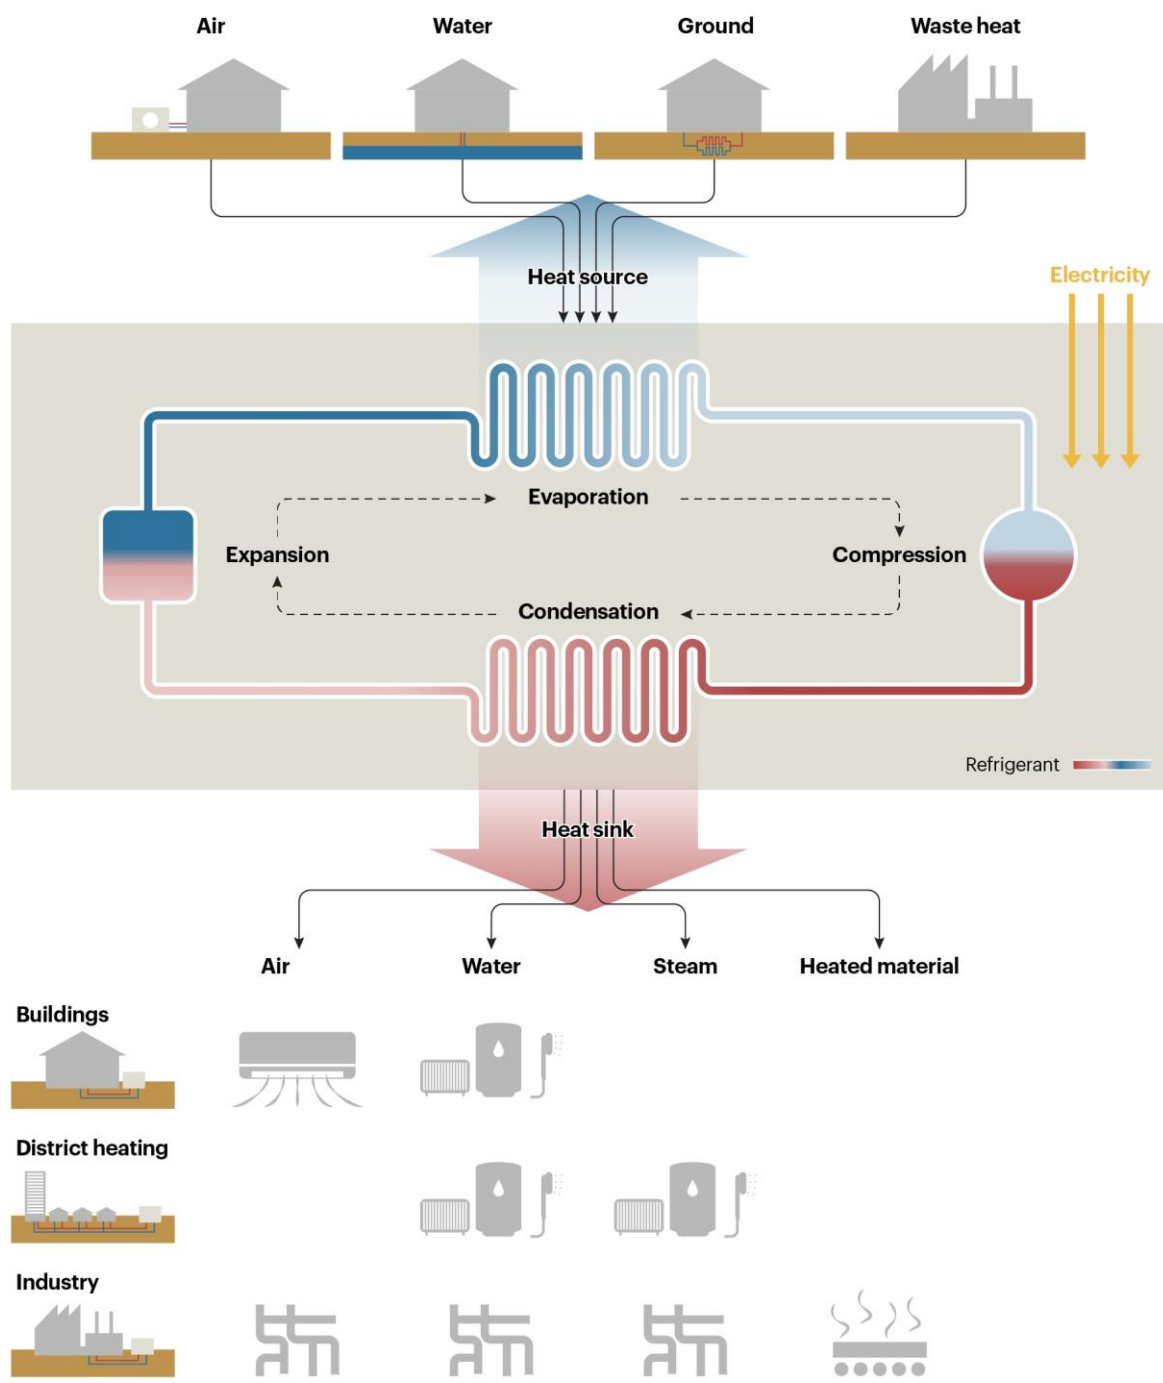 Air
Water
Ground
Waste heat
Heat source
Electricity
Evaporation
Expansion
Compression
Condensation
Refrigerant
Heat sink
Air
Water
Steam
Heated material
Buildings
District heating
Industry